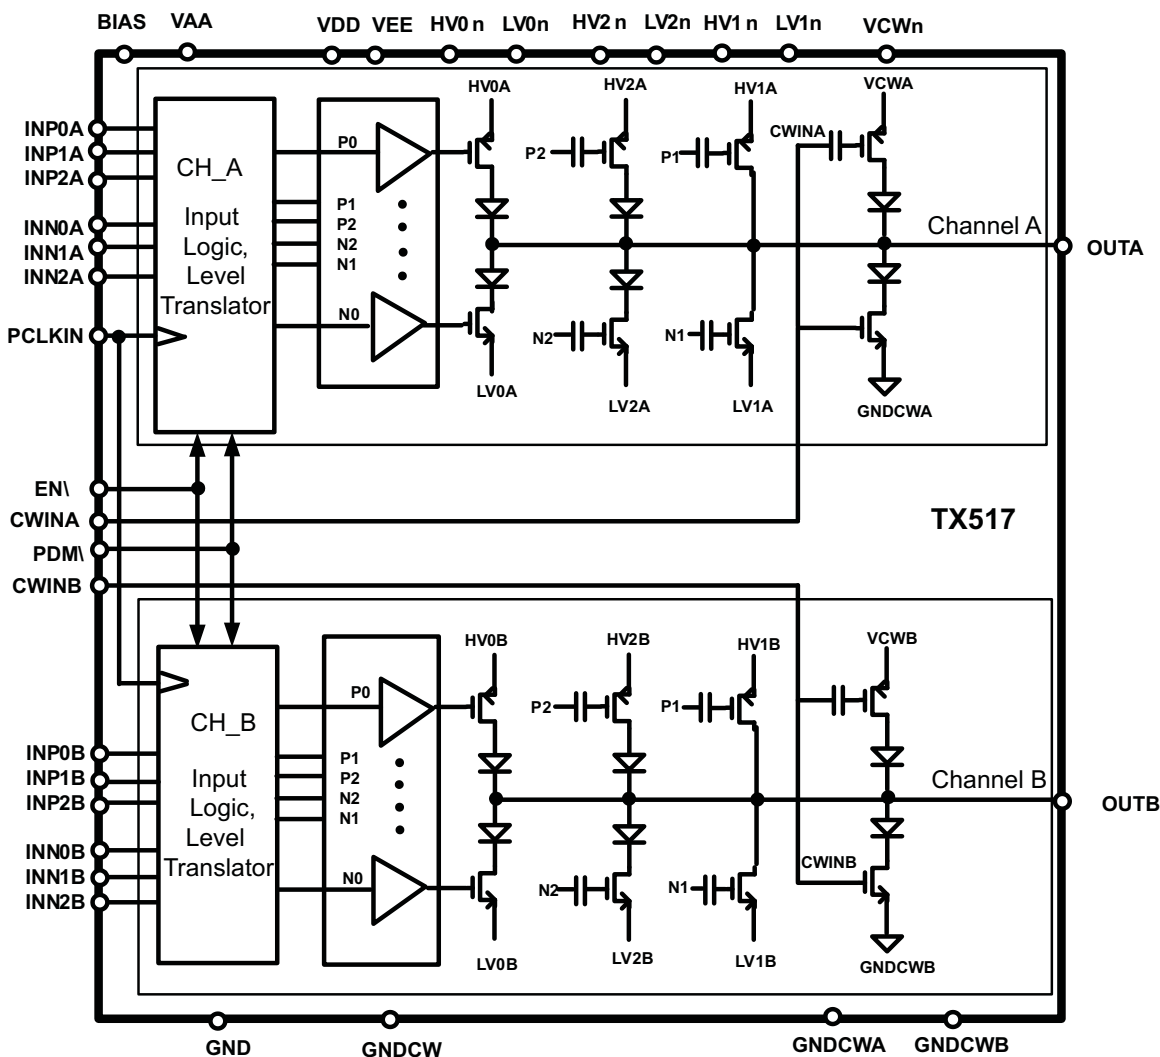 BIAS VAA VDD VEE HV0 n LV0n HV2 n LV2n HV1 n LV1n VCWn
HV0A HV2A HV1A VCWA
INP0A
INP1A
INP2A
INN0A
INN1A
INN2A
PCLKIN
CH_A
Input
Logic,
Level
Translator
P0
P1
P2
N2
N1
N0
P2
P1
CWINA
Channel A
OUTA
N2
N1
LV0A
LV2A
LV1A
GNDCWA
EN\
CWINA
PDM\
CWINB
TX517
HV0B HV2B HV1B VCWB
CH_B
Input
Logic,
Level
Translator
INP0B
INP1B
INP2B
INN0B
INN1B
INN2B
P0
P1
P2
N2
N1
N0
P2
P1
Channel B
OUTB
CWINB
N2
N1
LV0B
LV2B
LV1B
GNDCWB
GND GNDCW GNDCWA GNDCWB